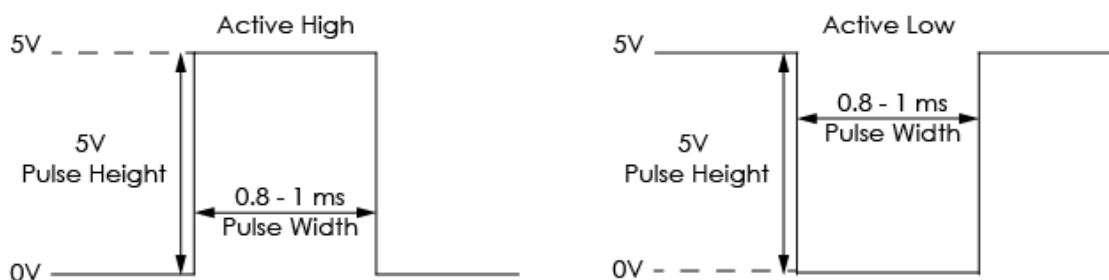 Active High
5V
5V
Pulse Height
0.8 - 1 ms
Pulse Width
0V
Active Low
5V
0.8 - 1 ms
Pulse Width
5V
Pulse Height
0V